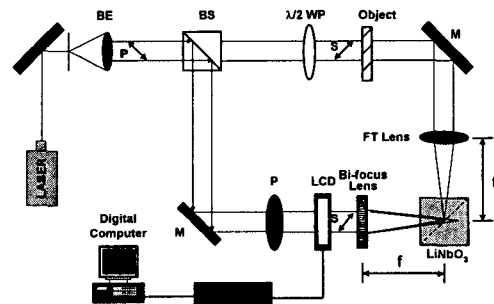 BE
BS
λ/2 WP
Object
M
P
S
FT Lens
f
LASER
P
LCD
Bi-focus
Lens
S
M
LiNbO₃
f
Digital
Computer